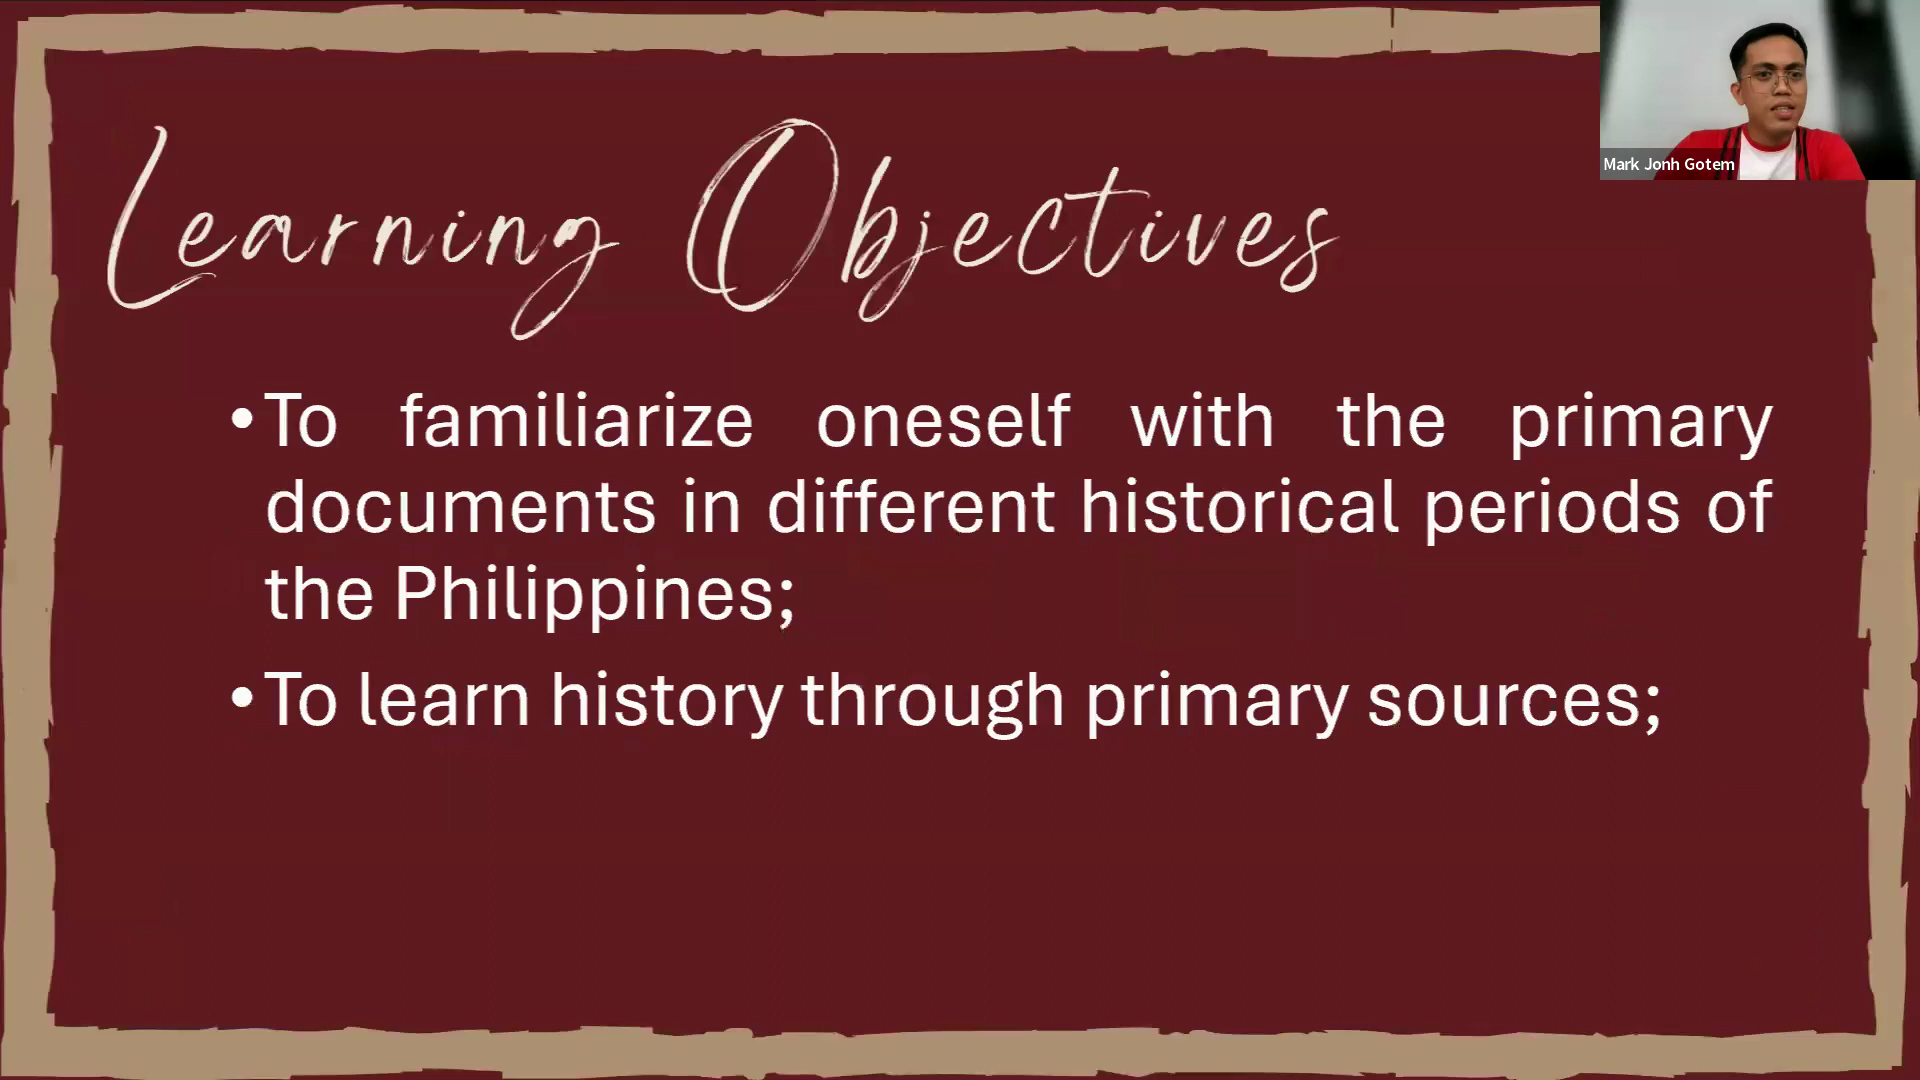 Learning Objectives
Mark Jonh Gotem
•To familiarize oneself with the primary
documents in different historical periods of
the Philippines;
•To learn history through primary sources;